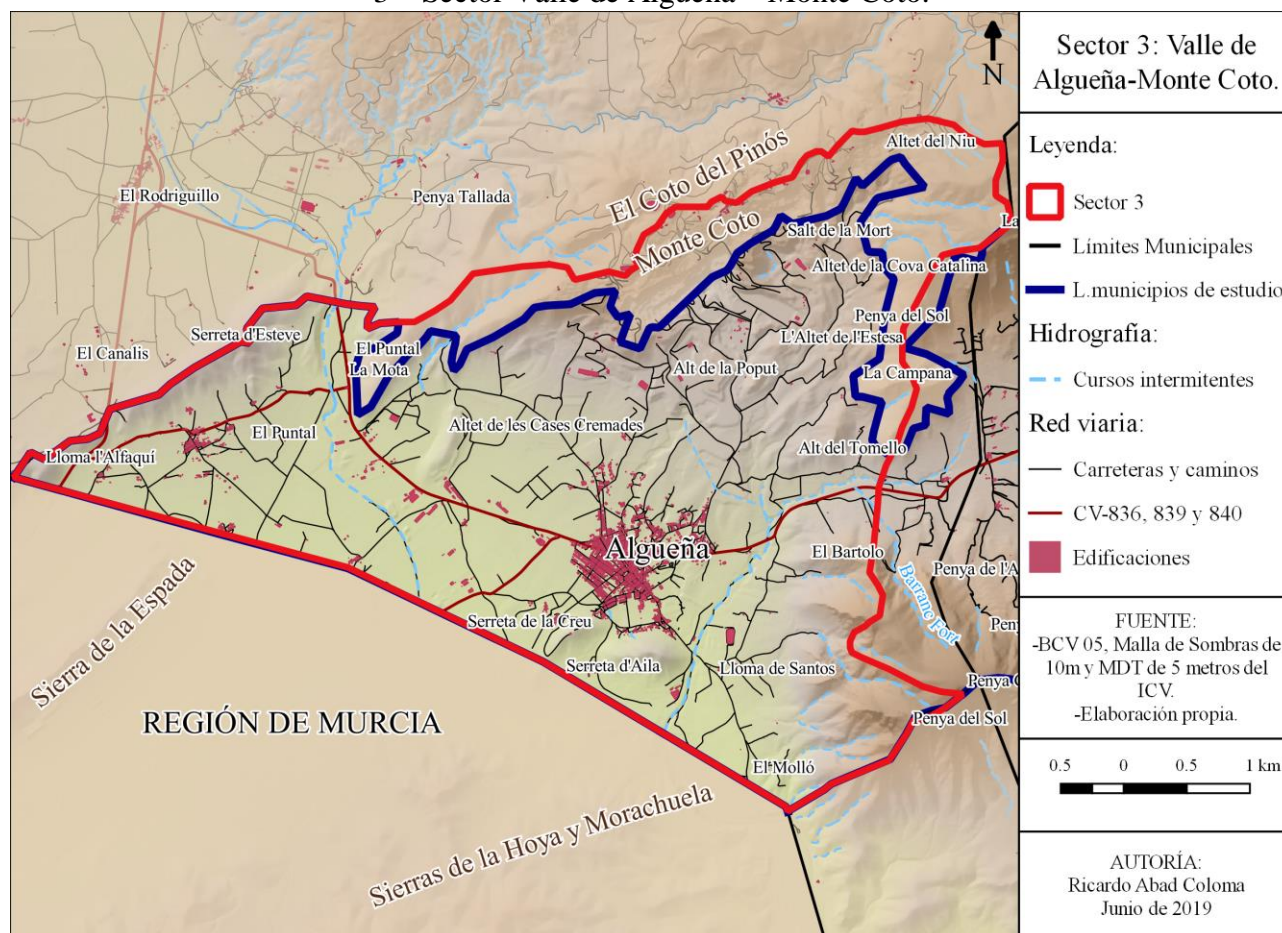 3 – Sector Valle de Algueña – Monte Coto.
Sector 3: Valle de
Algueña-Monte Coto.
N
Leyenda:
Sector 3
Límites Municipales
L.municipios de estudio
Hidrografía:
Cursos intermitentes
Red viaria:
Carreteras y caminos
CV-836, 839 y 840
Edificaciones
FUENTE:
-BCV 05, Malla de Sombras de
10m y MDT de 5 metros del
ICV.
-Elaboración propia.
0.5 0 0.5 1 km
AUTORÍA:
Ricardo Abad Coloma
Junio de 2019
Altet del Niu
El Coto del Pinós
Penya Tallada
El Rodriguillo
La
Monte Coto
Salt de la Mort
Altet de la Cova Catalina
Penya del Sol
Serreta d'Esteve
L'Altet de l'Estesa
El Canalis
El Puntal
La Mota
Alt de la Poput
La Campana
El Puntal
Altet de les Cases Cremades
Alt del Tomello
Lloma l'Alfaquí
Algueña
El Bartolo
Penya de l'A
Barranc Fort
Sierra de la Espada
Serreta de la Creu
Peny
Serreta d'Aila
Lloma de Santos
Penya
REGIÓN DE MURCIA
Penya del Sol
El Molló
Sierras de la Hoya y Morachuela